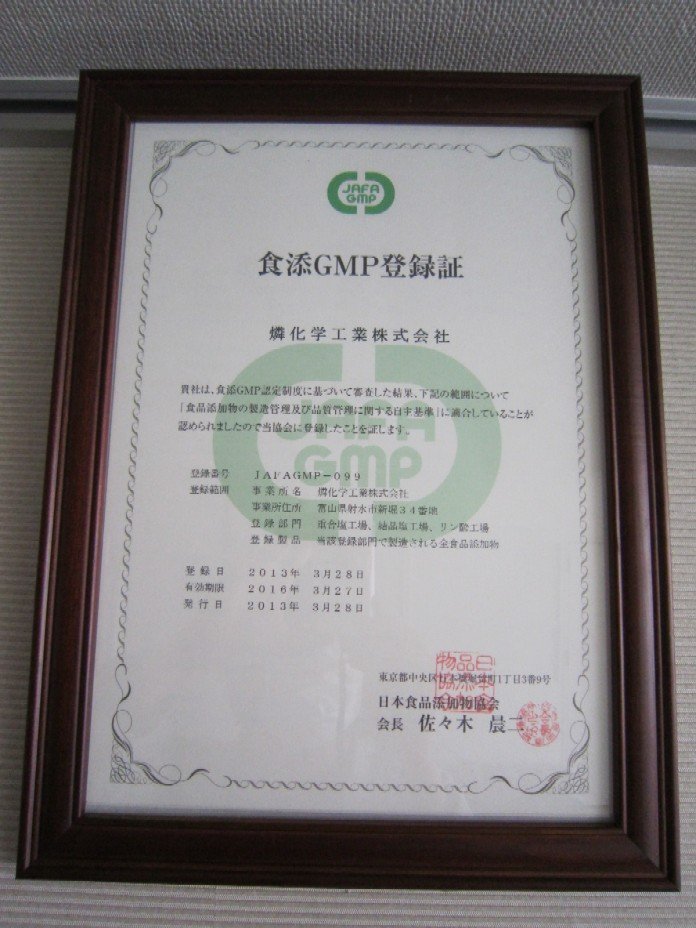 JAFA
GMP
食添GMP登録証
燐化学工業株式会社
貴社は、食添GMP認定制度に基づいて審査した結果、下記の範囲について
「食品添加物の製造管理及び品質管理に関する自主基準」に適合していることが
認められましたので当協会に登録したことを証します。
JAFA
GMP
登録番号 JAFAGMP-099
登録範囲 事業所名 燐化学工業株式会社
事業所住所 富山県射水市新堀34番地
登録部門 重合塩工場、結晶塩工場、リン酸工場
登録製品 当該登録部門で製造される全食品添加物
登録日 2013年 3月28日
有効期限 2016年 3月27日
発行日 2013年 3月28日
東京都中央区日本橋堀留町1丁目3番9号
日本食品添加物協会
会長 佐々木 晨二